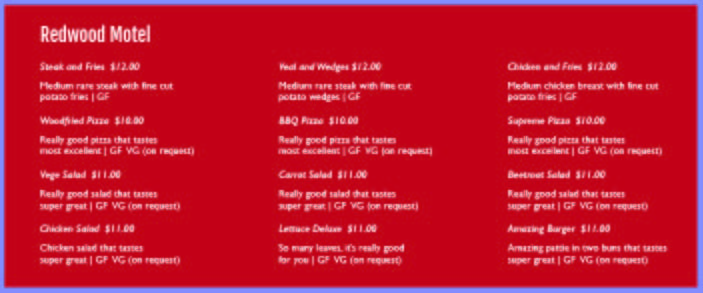 Redwood Motel
Steak and Fries $12.00
Medium rare steak with fine cut
potato fries | GF
Woodfried Pizza $10.00
Really good pizza that tastes
most excellent | GF VG (on request)
Vege Salad $11.00
Really good salad that tastes
super great | GF VG (on request)
Chicken Salad $11.00
Chicken salad that tastes
super great | GF VG (on request)
Veal and Wedges $12.00
Medium rare steak with fine cut
potato wedges | GF
BBQ Pizza $10.00
Really good pizza that tastes
most excellent | GF VG (on request)
Carrot Salad $11.00
Really good salad that tastes
super great | GF VG (on request)
Lettuce Deluxe $11.00
So many leaves, it's really good
for you | GF VG (on request)
Chicken and Fries $12.00
Medium chicken breast with fine cut
potato fries | GF
Supreme Pizza $10.00
Really good pizza that tastes
most excellent | GF VG (on request)
Beetroot Salad $11.00
Really good salad that tastes
super great | GF VG (on request)
Amazing Burger $11.00
Amazing pattie in two buns that tastes
super great | GF VG (on request)